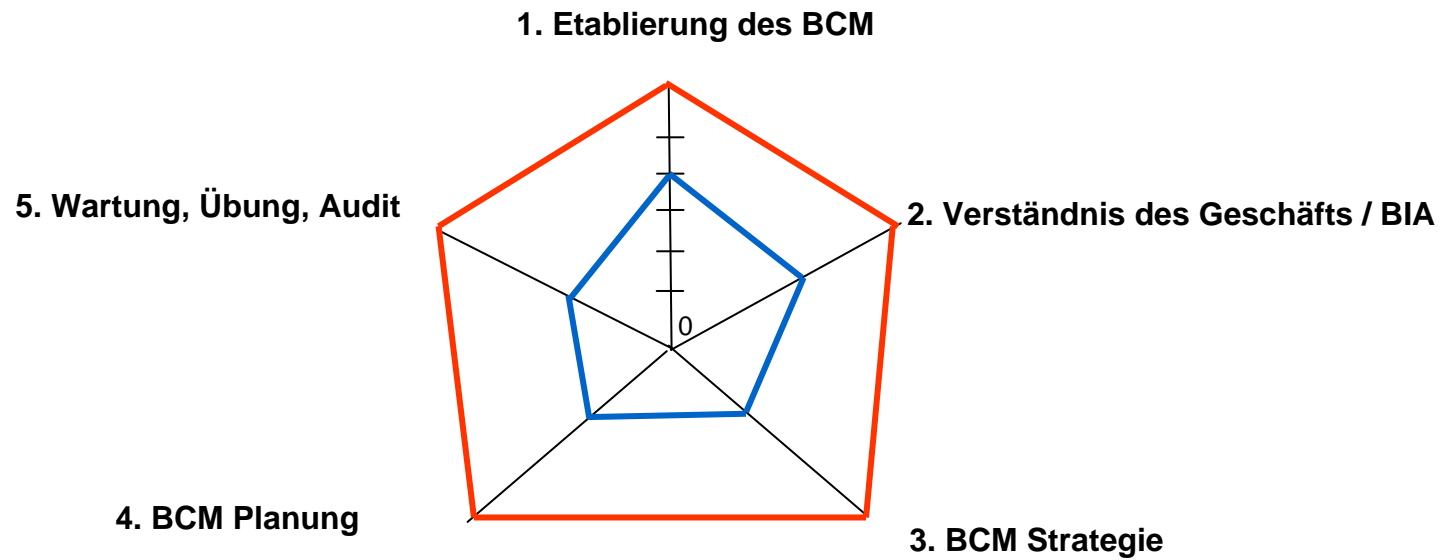 1. Etablierung des BCM
5. Wartung, Übung, Audit
2. Verständnis des Geschäfts / BIA
0
4. BCM Planung
3. BCM Strategie